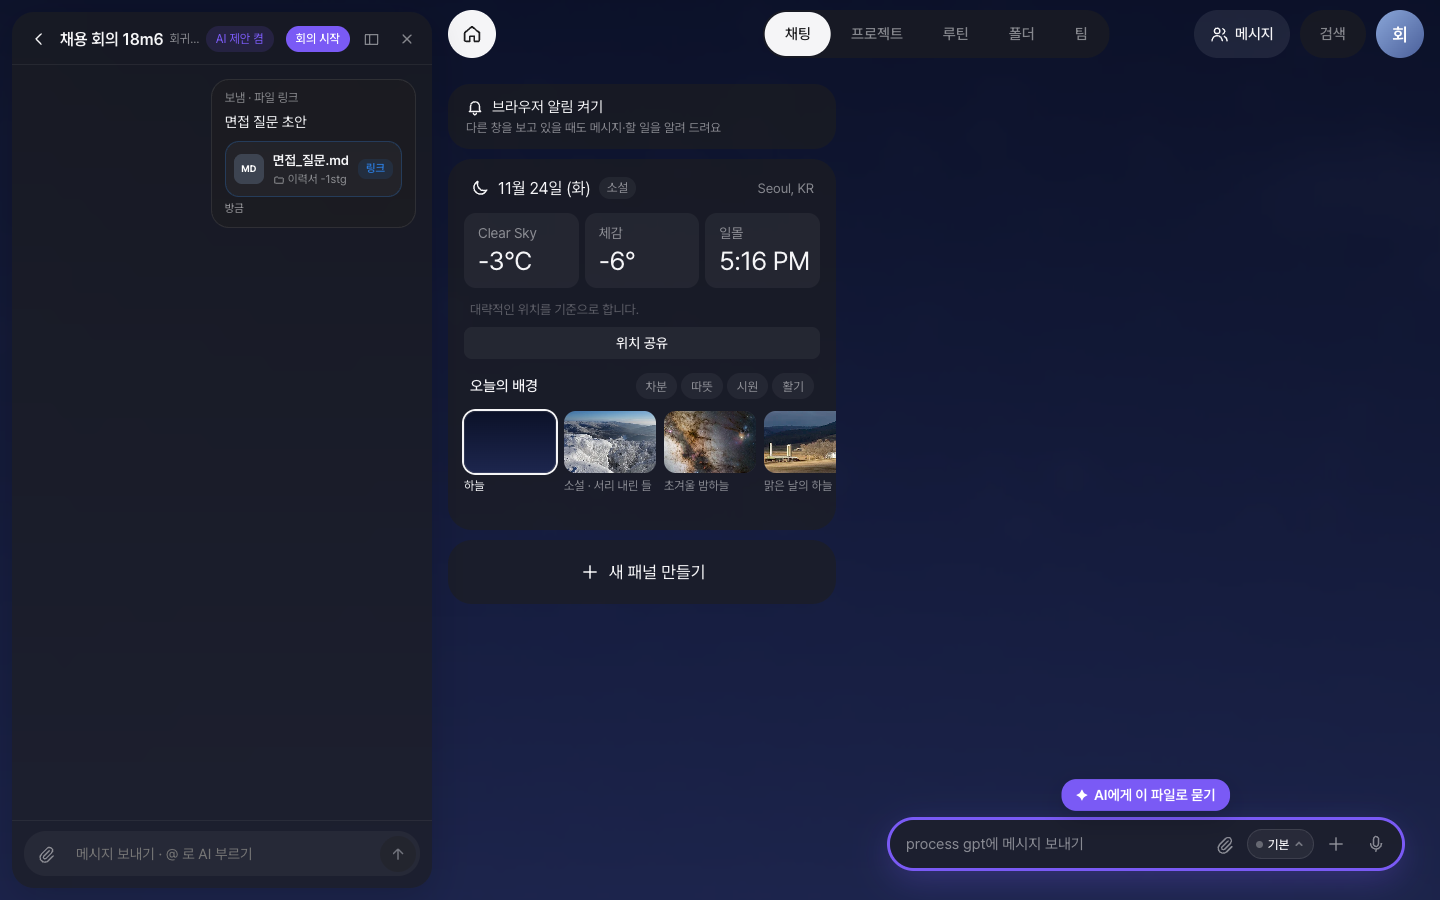 채용 회의 18m6 회귀... AI 제안 켬 회의 시작
보냄 · 파일 링크
면접 질문 초안
MD
면접_질문.md
이력서 -1stg
링크
방금
메시지 보내기 · @ 로 AI 부르기
채팅 프로젝트 루틴 폴더 팀
메시지 검색 회
브라우저 알림 켜기
다른 창을 보고 있을 때도 메시지·할 일을 알려 드려요
11월 24일 (화) 소설 Seoul, KR
Clear Sky 체감 일몰
-3°C -6° 5:16 PM
대략적인 위치를 기준으로 합니다.
위치 공유
오늘의 배경 차분 따뜻 시원 활기
하늘 소설 · 서리 내린 들 초겨울 밤하늘 맑은 날의 하늘
새 패널 만들기
AI에게 이 파일로 묻기
process gpt에 메시지 보내기 기본